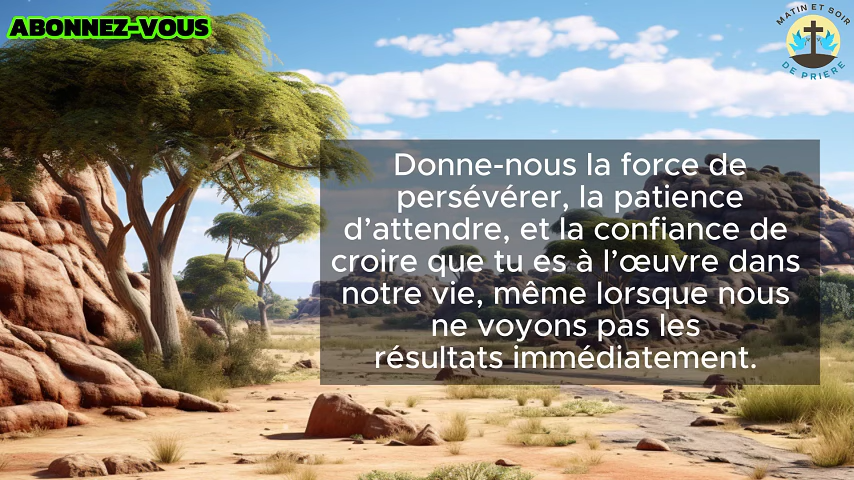 ABONNEZ-VOUS
MATIN ET SOIR
DE PRIÈRE
Donne-nous la force de
persévérer, la patience
d’attendre, et la confiance de
croire que tu es à l’œuvre dans
notre vie, même lorsque nous
ne voyons pas les
résultats immédiatement.